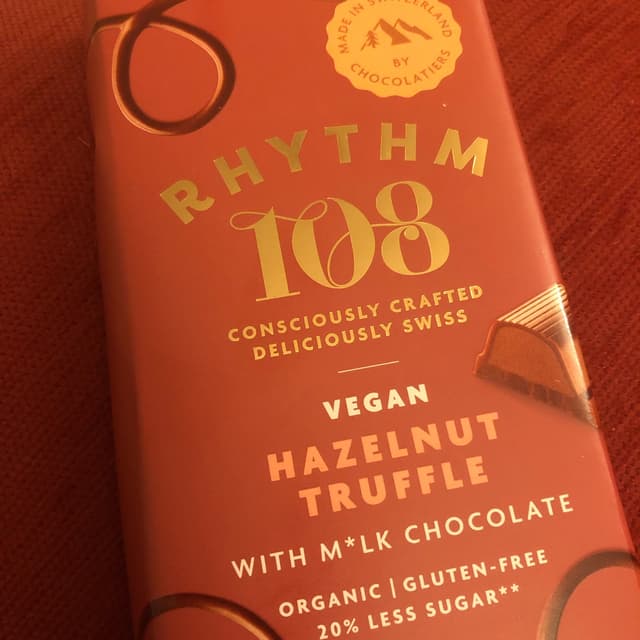 MADE IN SWITZERLAND
BY
CHOCOLATIERS
RHYTHM
108
CONSCIOUSLY CRAFTED
DELICIOUSLY SWISS
VEGAN
HAZELNUT
TRUFFLE
WITH M*LK CHOCOLATE
ORGANIC | GLUTEN-FREE
20% LESS SUGAR**